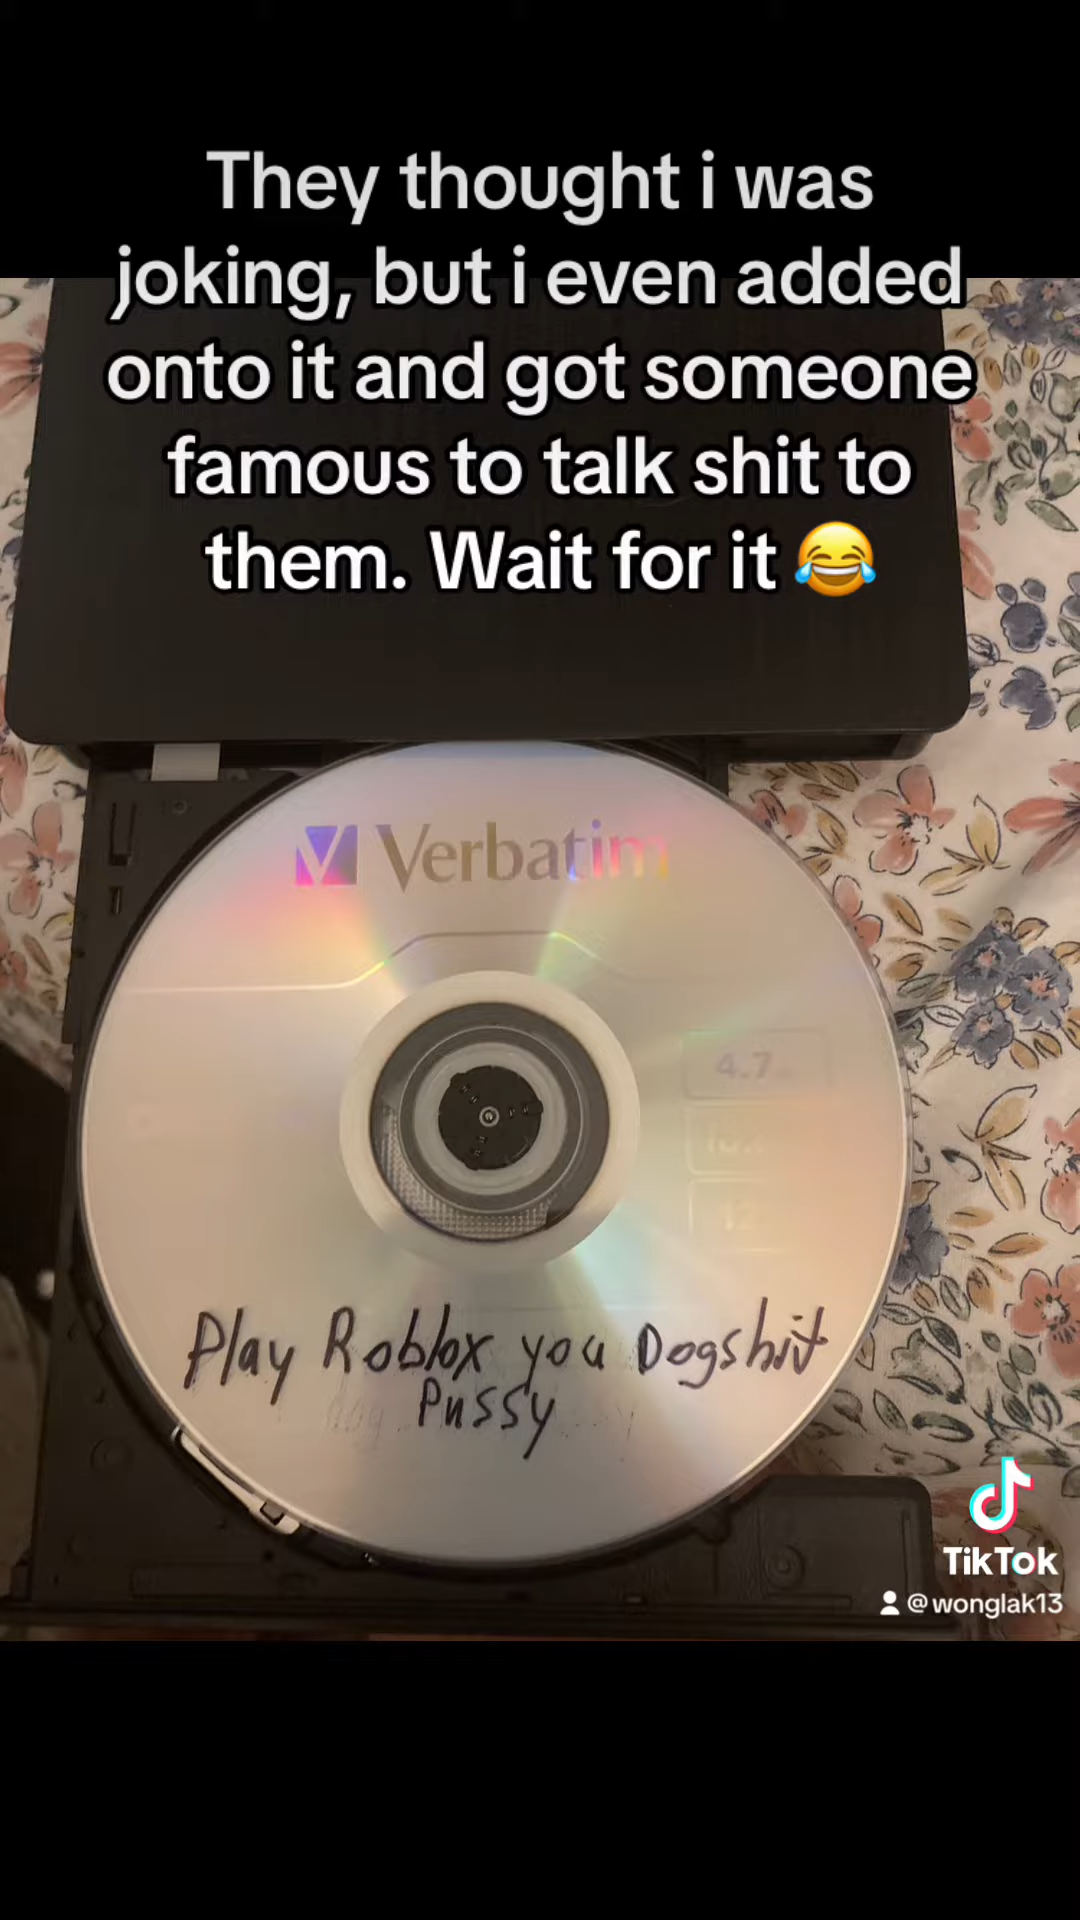 They thought i was
joking, but i even added
onto it and got someone
famous to talk shit to
them. Wait for it 😂
Verbatim
4.7
Play Roblox you Dogshit
Pussy
TikTok
@wonglak13